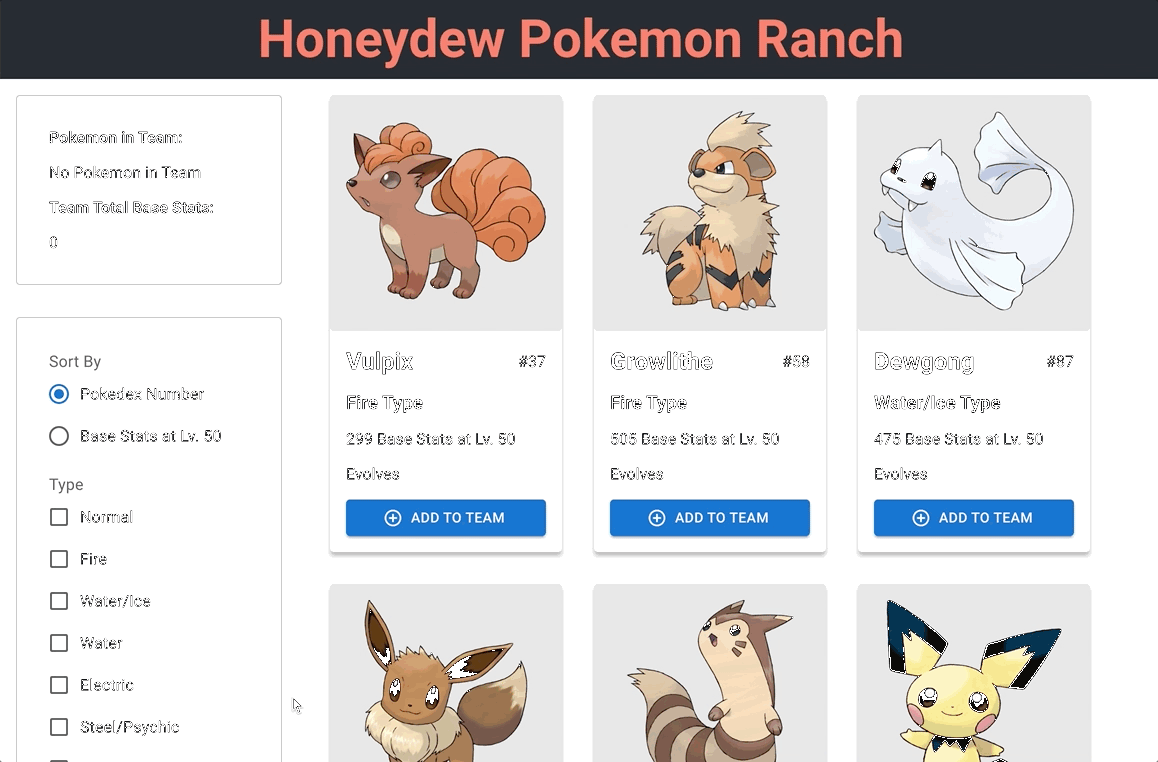 Honeydew Pokemon Ranch
Pokemon in Team:
No Pokemon in Team
Team Total Base Stats:
0
Sort By
Pokedex Number
Base Stats at Lv. 50
Type
Normal
Fire
Water/Ice
Water
Electric
Steel/Psychic
Vulpix #37
Fire Type
299 Base Stats at Lv. 50
Evolves
ADD TO TEAM
Growlithe #58
Fire Type
505 Base Stats at Lv. 50
Evolves
ADD TO TEAM
Dewgong #87
Water/Ice Type
475 Base Stats at Lv. 50
Evolves
ADD TO TEAM